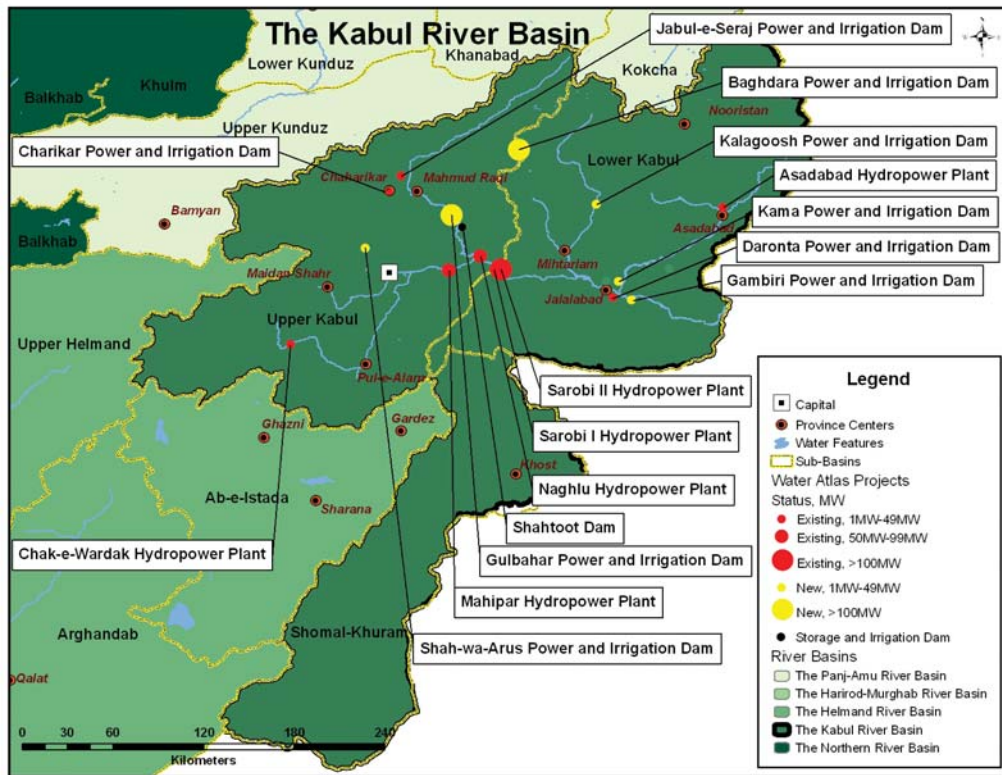 The Kabul River Basin
Jabul-e-Seraj Power and Irrigation Dam
Lower Kunduz
Khanabad
Kokcha
Khulm
Balkhab
Baghdara Power and Irrigation Dam
Nooristan
Upper Kunduz
Charikar Power and Irrigation Dam
Lower Kabul
Kalagoosh Power and Irrigation Dam
Chaharikar
Mahmud Raqi
Asadabad Hydropower Plant
Bamyan
Asadabad
Kama Power and Irrigation Dam
Balkhab
Daronta Power and Irrigation Dam
Mihtarlam
Maidan Shahr
Jalalabad
Gambiri Power and Irrigation Dam
Upper Kabul
Upper Helmand
Pul-e-Alam
Sarobi II Hydropower Plant
Ghazni
Gardez
Sarobi I Hydropower Plant
Khost
Naghlu Hydropower Plant
Ab-e-Istada
Sharana
Shahtoot Dam
Chak-e-Wardak Hydropower Plant
Gulbahar Power and Irrigation Dam
Mahipar Hydropower Plant
Arghandab
Shomal-Khuram
Shah-wa-Arus Power and Irrigation Dam
Qalat
0 15 30 60 120 180 240
Kilometers
Legend
Capital
Province Centers
Water Features
Sub-Basins
Water Atlas Projects
Status, MW
Existing, 1MW-49MW
Existing, 50MW-99MW
Existing, >100MW
New, 1MW-49MW
New, >100MW
Storage and Irrigation Dam
River Basins
The Panj-Amu River Basin
The Harirod-Murghab River Basin
The Helmand River Basin
The Kabul River Basin
The Northern River Basin